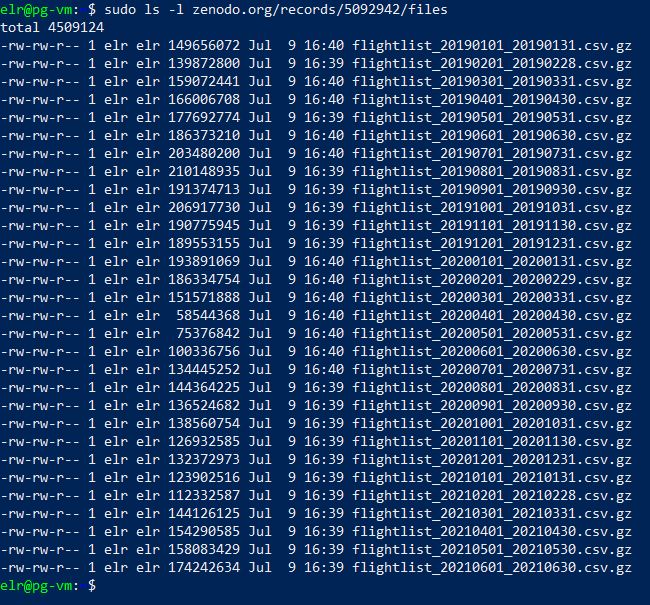 elr@pg-vm: $ sudo ls -l zenodo.org/records/5092942/files
total 4509124
-rw-rw-r-- 1 elr elr 149656072 Jul  9 16:40 flightlist_20190101_20190131.csv.gz
-rw-rw-r-- 1 elr elr 139872800 Jul  9 16:39 flightlist_20190201_20190228.csv.gz
-rw-rw-r-- 1 elr elr 159072441 Jul  9 16:40 flightlist_20190301_20190331.csv.gz
-rw-rw-r-- 1 elr elr 166006708 Jul  9 16:40 flightlist_20190401_20190430.csv.gz
-rw-rw-r-- 1 elr elr 177692774 Jul  9 16:39 flightlist_20190501_20190531.csv.gz
-rw-rw-r-- 1 elr elr 186373210 Jul  9 16:40 flightlist_20190601_20190630.csv.gz
-rw-rw-r-- 1 elr elr 203480200 Jul  9 16:40 flightlist_20190701_20190731.csv.gz
-rw-rw-r-- 1 elr elr 210148935 Jul  9 16:39 flightlist_20190801_20190831.csv.gz
-rw-rw-r-- 1 elr elr 191374713 Jul  9 16:39 flightlist_20190901_20190930.csv.gz
-rw-rw-r-- 1 elr elr 206917730 Jul  9 16:40 flightlist_20191001_20191031.csv.gz
-rw-rw-r-- 1 elr elr 190775945 Jul  9 16:39 flightlist_20191101_20191130.csv.gz
-rw-rw-r-- 1 elr elr 189553155 Jul  9 16:40 flightlist_20191201_20191231.csv.gz
-rw-rw-r-- 1 elr elr 193891069 Jul  9 16:40 flightlist_20200101_20200131.csv.gz
-rw-rw-r-- 1 elr elr 186334754 Jul  9 16:40 flightlist_20200201_20200229.csv.gz
-rw-rw-r-- 1 elr elr 151571888 Jul  9 16:40 flightlist_20200301_20200331.csv.gz
-rw-rw-r-- 1 elr elr  58544368 Jul  9 16:40 flightlist_20200401_20200430.csv.gz
-rw-rw-r-- 1 elr elr  75376842 Jul  9 16:40 flightlist_20200501_20200531.csv.gz
-rw-rw-r-- 1 elr elr 100336756 Jul  9 16:40 flightlist_20200601_20200630.csv.gz
-rw-rw-r-- 1 elr elr 134445252 Jul  9 16:40 flightlist_20200701_20200731.csv.gz
-rw-rw-r-- 1 elr elr 144364225 Jul  9 16:39 flightlist_20200801_20200831.csv.gz
-rw-rw-r-- 1 elr elr 136524682 Jul  9 16:39 flightlist_20200901_20200930.csv.gz
-rw-rw-r-- 1 elr elr 138560754 Jul  9 16:39 flightlist_20201001_20201031.csv.gz
-rw-rw-r-- 1 elr elr 126932585 Jul  9 16:39 flightlist_20201101_20201130.csv.gz
-rw-rw-r-- 1 elr elr 132372973 Jul  9 16:39 flightlist_20201201_20201231.csv.gz
-rw-rw-r-- 1 elr elr 123902516 Jul  9 16:39 flightlist_20210101_20210131.csv.gz
-rw-rw-r-- 1 elr elr 112332587 Jul  9 16:39 flightlist_20210201_20210228.csv.gz
-rw-rw-r-- 1 elr elr 144126125 Jul  9 16:39 flightlist_20210301_20210331.csv.gz
-rw-rw-r-- 1 elr elr 154290585 Jul  9 16:39 flightlist_20210401_20210430.csv.gz
-rw-rw-r-- 1 elr elr 158083429 Jul  9 16:39 flightlist_20210501_20210530.csv.gz
-rw-rw-r-- 1 elr elr 174242634 Jul  9 16:39 flightlist_20210601_20210630.csv.gz
elr@pg-vm: $